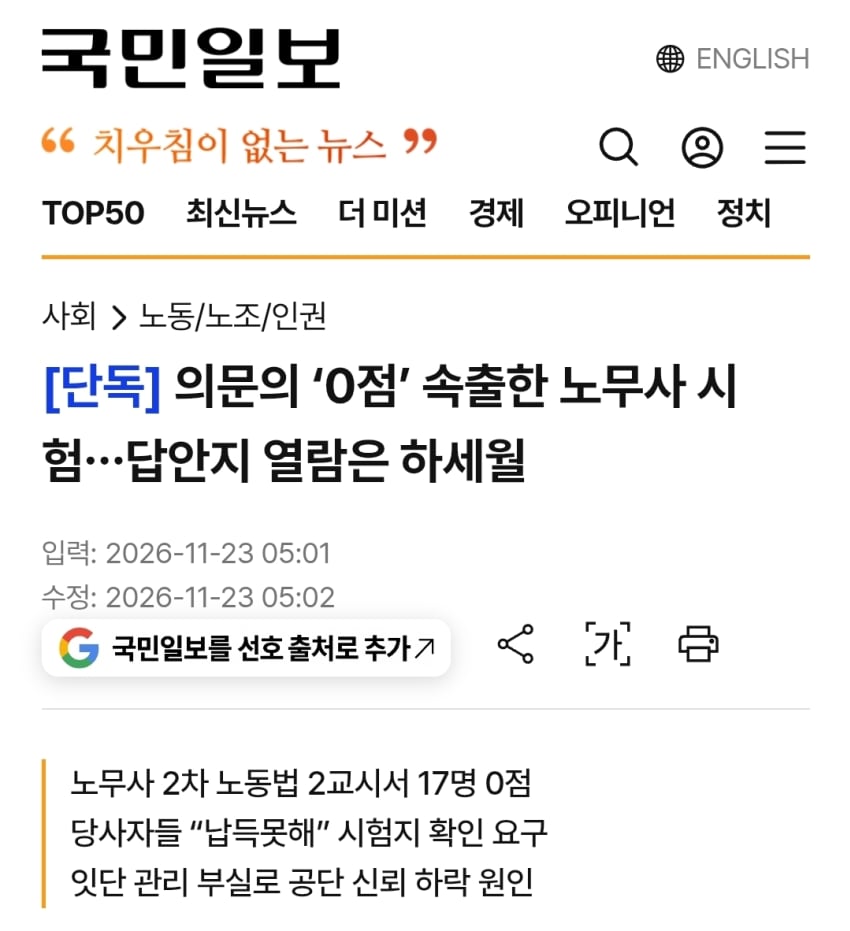 국민일보
ENGLISH
“ 치우침이 없는 뉴스 ”
TOP50 최신뉴스 더 미션 경제 오피니언 정치
사회 > 노동/노조/인권
[단독] 의문의 ‘0점’ 속출한 노무사 시
험…답안지 열람은 하세월
입력: 2026-11-23 05:01
수정: 2026-11-23 05:02
G 국민일보를 선호 출처로 추가↗
가
노무사 2차 노동법 2교시서 17명 0점
당사자들 “납득못해” 시험지 확인 요구
잇단 관리 부실로 공단 신뢰 하락 원인